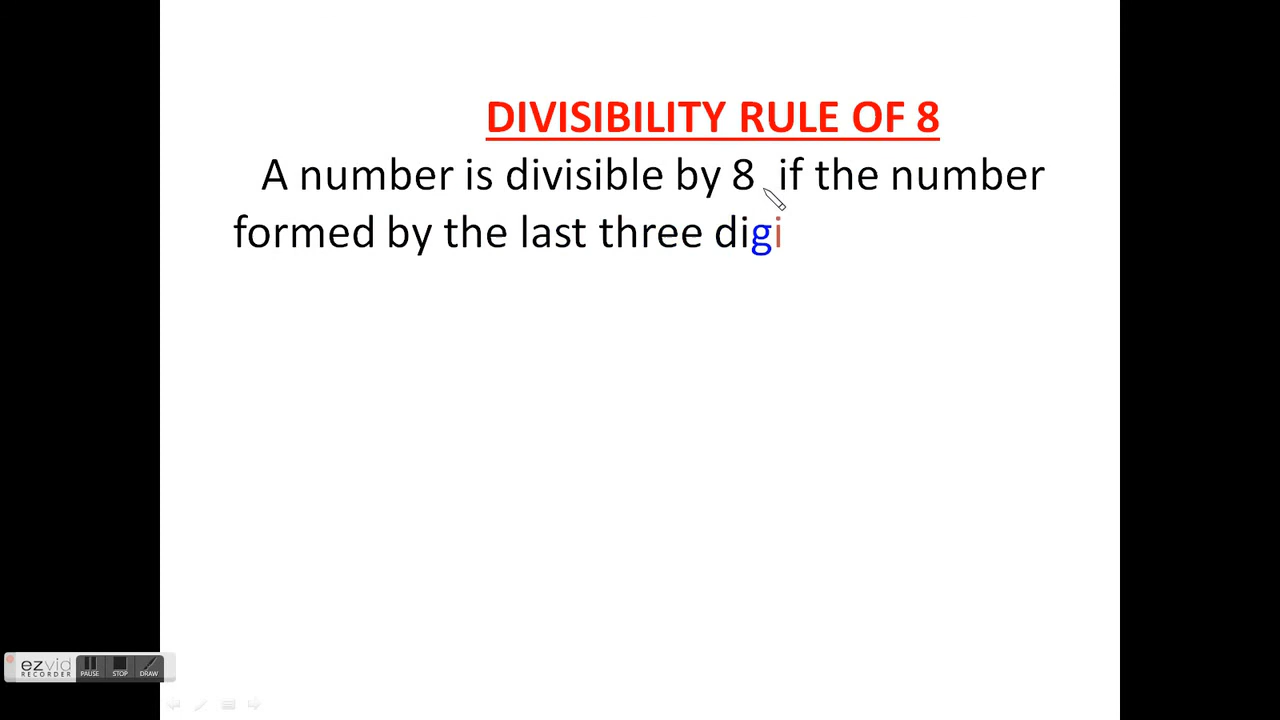 DIVISIBILITY RULE OF 8
A number is divisible by 8 if the number
formed by the last three digi
ezvid
RECORDER
PAUSE STOP DRAW